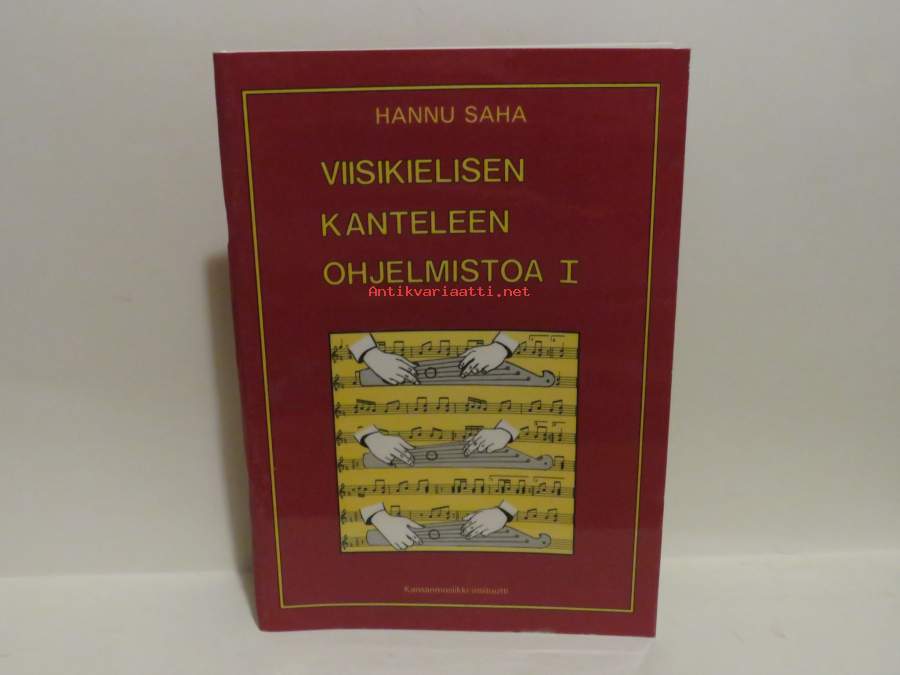 HANNU SAHA
VIISIKIELISEN
KANTELEEN
OHJELMISTOA I
Antikvariaatti.net
Kansanmusiikki-instituutti